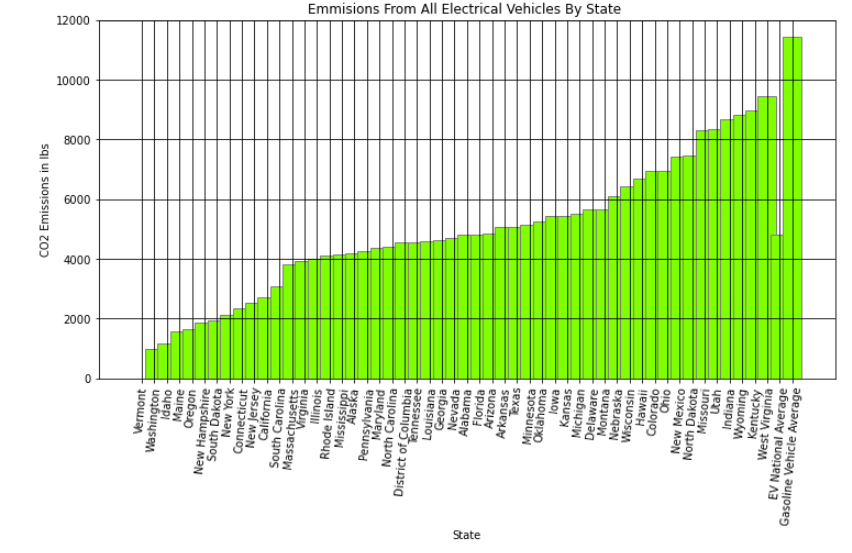 Emmisions From All Electrical Vehicles By State
12000
10000
8000
6000
4000
2000
0
CO2 Emissions in lbs
Vermont
Washington
Idaho
Maine
Oregon
New Hampshire
South Dakota
New York
Connecticut
New Jersey
California
South Carolina
Massachusetts
Virginia
Illinois
Rhode Island
Mississippi
Alaska
Pennsylvania
Maryland
North Carolina
District of Columbia
Tennessee
Louisiana
Georgia
Nevada
Alabama
Florida
Arizona
Arkansas
Texas
Minnesota
Oklahoma
Iowa
Kansas
Michigan
Delaware
Montana
Nebraska
Wisconsin
Hawaii
Colorado
Ohio
New Mexico
North Dakota
Missouri
Utah
Indiana
Wyoming
Kentucky
West Virginia
EV National Average
Gasoline Vehicle Average
State